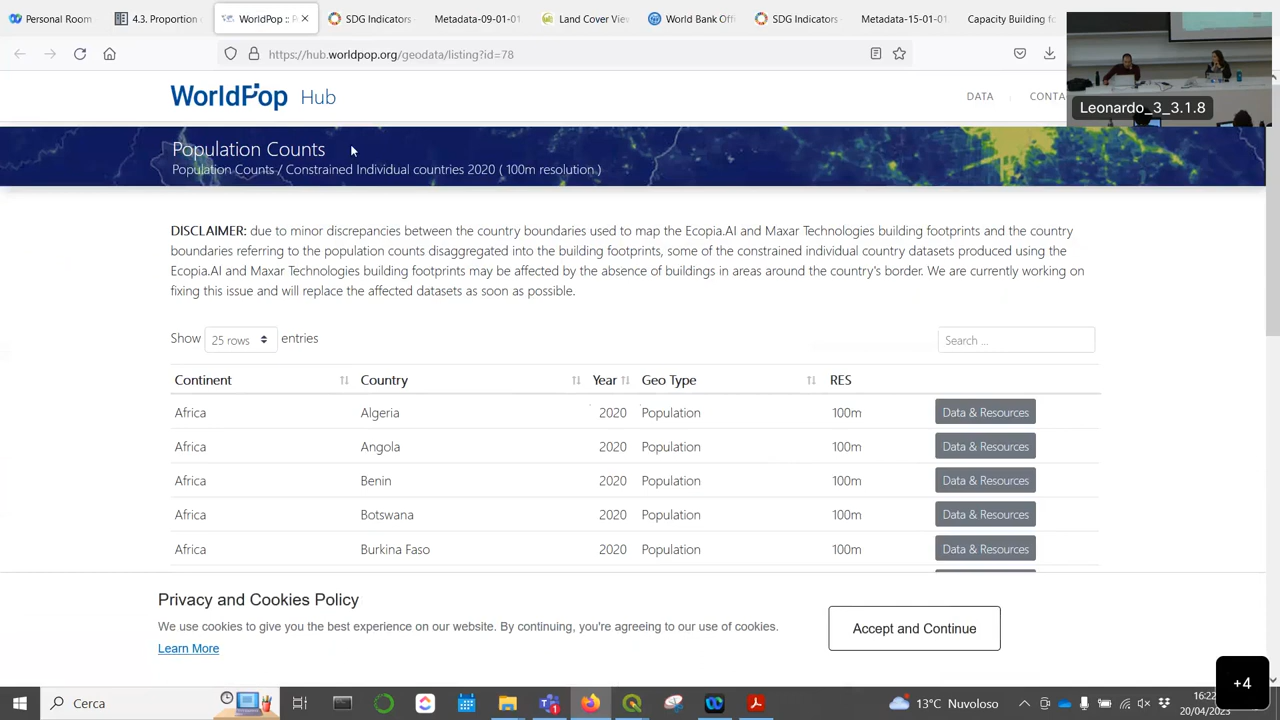 Personal Room
4.3. Proportion
WorldPop :: P
SDG Indicators
Metadata-09-01-01
Land Cover Vie
World Bank Off
SDG Indicators
Metadata-15-01-01
Capacity Building fo
https://hub.worldpop.org/geodata/listing?id=78
WorldPop Hub
DATA
CONTA
Leonardo_3_3.1.8
Population Counts
Population Counts / Constrained Individual countries 2020 ( 100m resolution )
DISCLAIMER: due to minor discrepancies between the country boundaries used to map the Ecopia.AI and Maxar Technologies building footprints and the country
boundaries referring to the population counts disaggregated into the building footprints, some of the constrained individual country datasets produced using the
Ecopia.AI and Maxar Technologies building footprints may be affected by the absence of buildings in areas around the country's border. We are currently working on
fixing this issue and will replace the affected datasets as soon as possible.
Show 25 rows entries
Search ...
Continent Country Year Geo Type RES
Africa Algeria 2020 Population 100m Data & Resources
Africa Angola 2020 Population 100m Data & Resources
Africa Benin 2020 Population 100m Data & Resources
Africa Botswana 2020 Population 100m Data & Resources
Africa Burkina Faso 2020 Population 100m Data & Resources
Privacy and Cookies Policy
We use cookies to give you the best experience on our website. By continuing, you're agreeing to our use of cookies.
Learn More
Accept and Continue
+4
Cerca
13°C Nuvoloso
16:22
20/04/2023